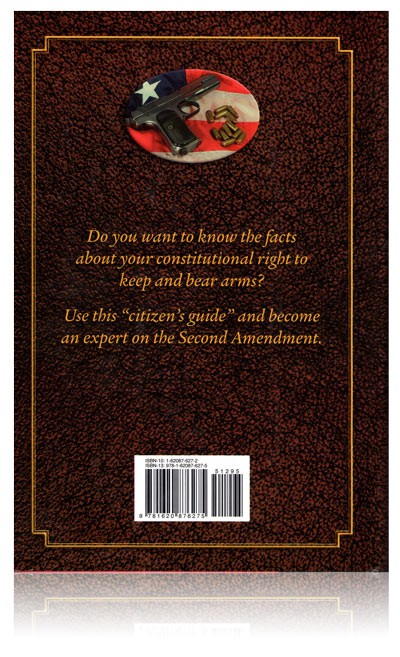 Do you want to know the facts
about your constitutional right to
keep and bear arms?
Use this “citizen’s guide” and become
an expert on the Second Amendment.
ISBN-10: 1-62087-627-2
ISBN-13: 978-1-62087-627-5
51295
9 781620 876275